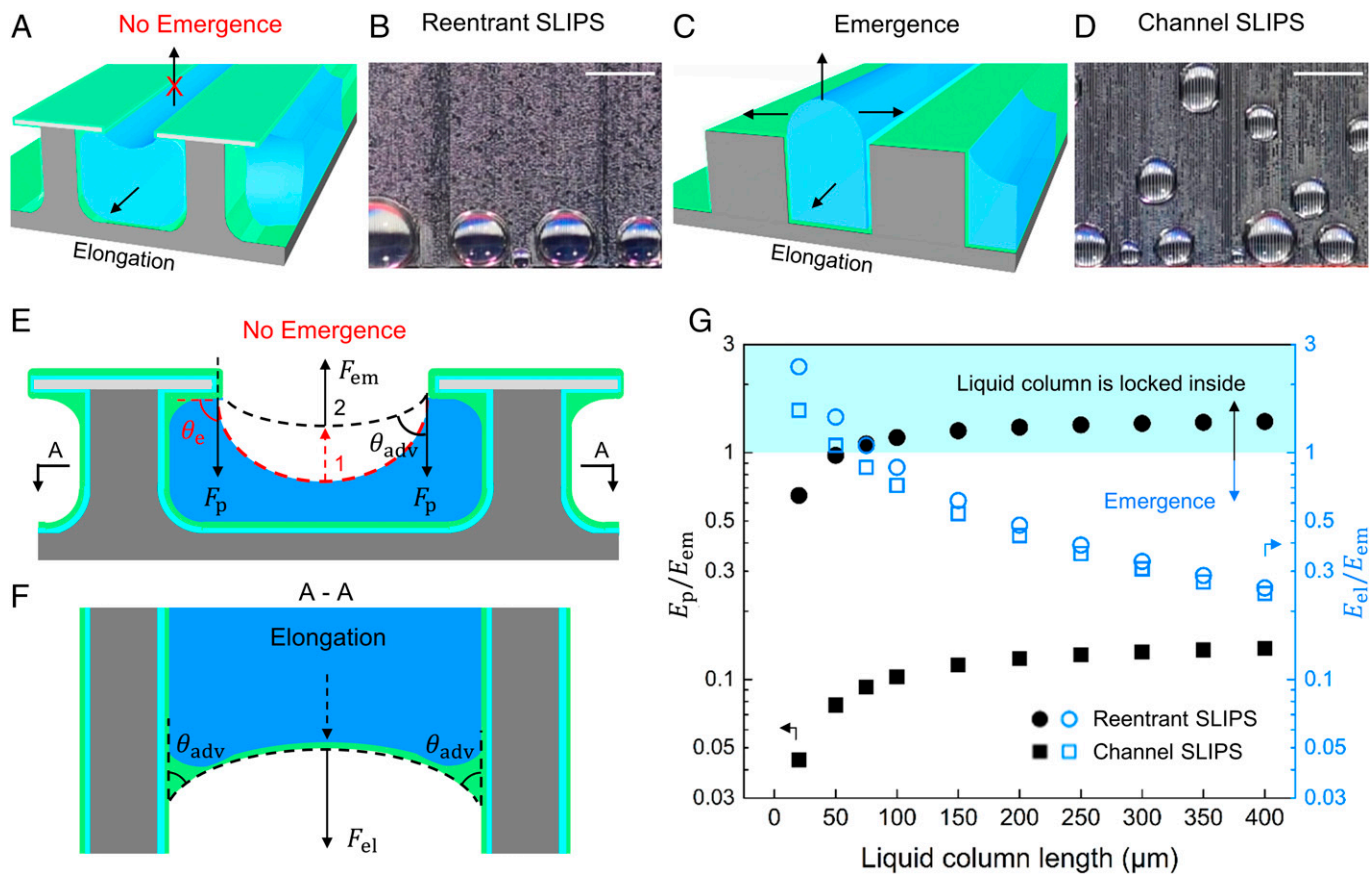 A
No Emergence
X
Elongation
B
Reentrant SLIPS
C
Emergence
Elongation
D
Channel SLIPS
E
No Emergence
F_em
2
θ_e
θ_adv
1
A
A
F_p
F_p
F
A - A
Elongation
θ_adv
θ_adv
F_el
G
3
3
Liquid column is locked inside
1
1
Emergence
0.5
0.5
0.3
0.3
E_p/E_em
E_el/E_em
0.1
0.1
Reentrant SLIPS
0.05
0.05
Channel SLIPS
0.03
0.03
0 50 100 150 200 250 300 350 400
Liquid column length (μm)